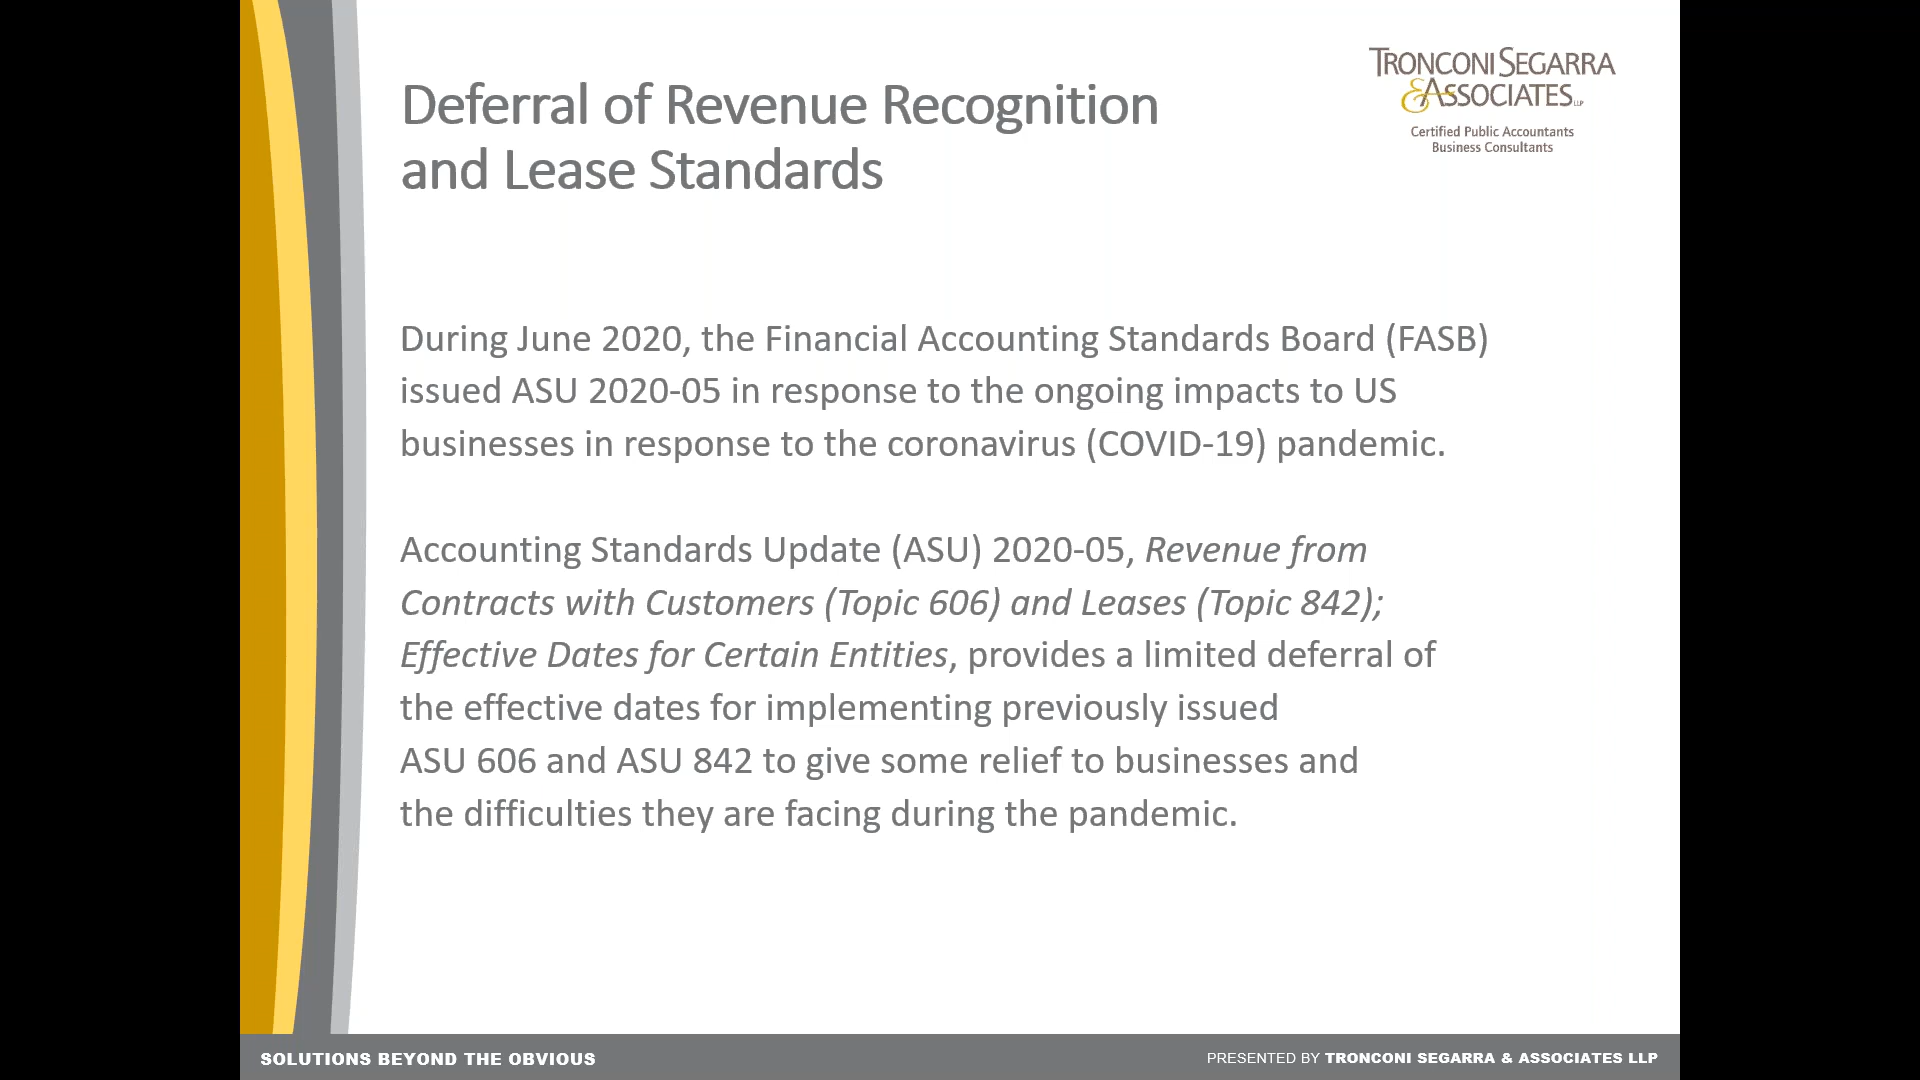 TRONCONI SEGARRA
& ASSOCIATES LLP
Certified Public Accountants
Business Consultants
Deferral of Revenue Recognition
and Lease Standards
During June 2020, the Financial Accounting Standards Board (FASB)
issued ASU 2020-05 in response to the ongoing impacts to US
businesses in response to the coronavirus (COVID-19) pandemic.
Accounting Standards Update (ASU) 2020-05, Revenue from
Contracts with Customers (Topic 606) and Leases (Topic 842);
Effective Dates for Certain Entities, provides a limited deferral of
the effective dates for implementing previously issued
ASU 606 and ASU 842 to give some relief to businesses and
the difficulties they are facing during the pandemic.
SOLUTIONS BEYOND THE OBVIOUS
PRESENTED BY TRONCONI SEGARRA & ASSOCIATES LLP